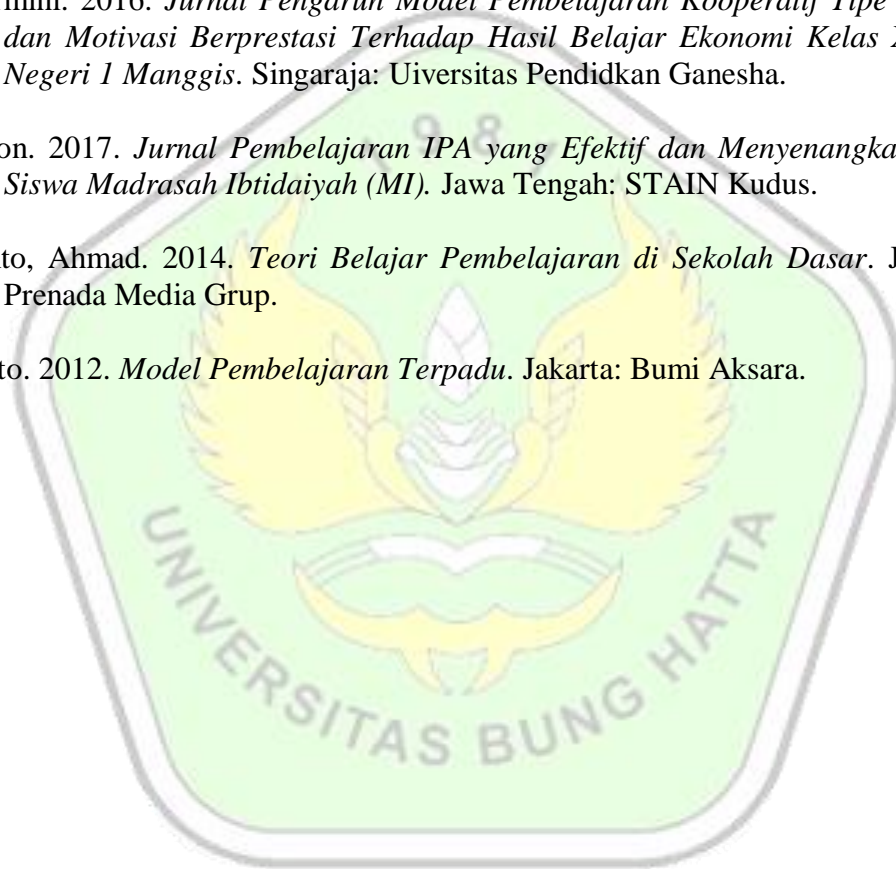 2016. Jurnal Pengaruh Model Pembelajaran Kooperatif Tipe
dan Motivasi Berprestasi Terhadap Hasil Belajar Ekonomi Kelas
Negeri 1 Manggis. Singaraja: Uiversitas Pendidkan Ganesha.
on. 2017. Jurnal Pembelajaran IPA yang Efektif dan Menyenangka
Siswa Madrasah Ibtidaiyah (MI). Jawa Tengah: STAIN Kudus.
to, Ahmad. 2014. Teori Belajar Pembelajaran di Sekolah Dasar. J
Prenada Media Grup.
to. 2012. Model Pembelajaran Terpadu. Jakarta: Bumi Aksara.
UNIVERSITAS BUNG HATTA